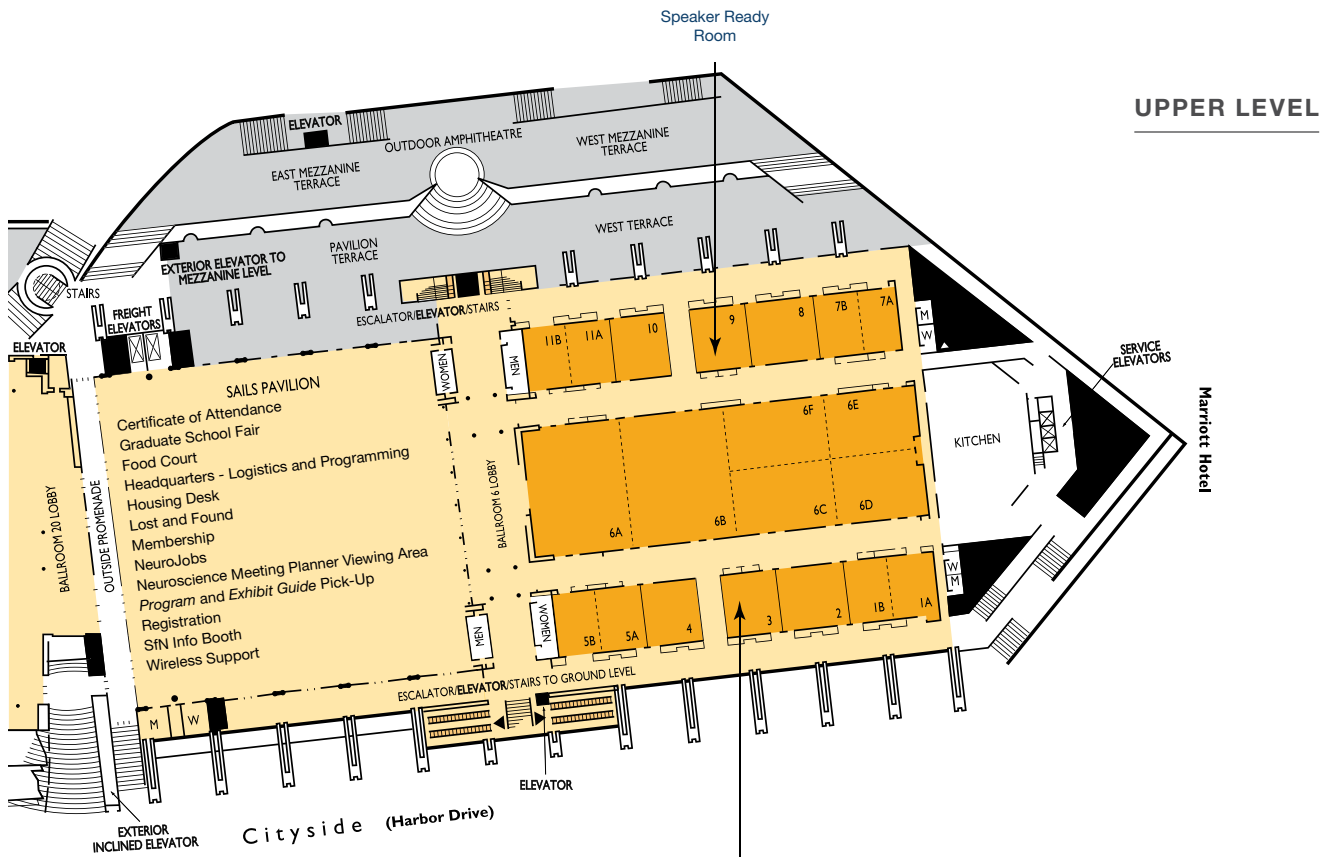 Speaker Ready
Room
UPPER LEVEL
ELEVATOR
OUTDOOR AMPHITHEATRE
WEST MEZZANINE
TERRACE
EAST MEZZANINE
TERRACE
WEST TERRACE
PAVILION
TERRACE
EXTERIOR ELEVATOR TO
MEZZANINE LEVEL
STAIRS
FREIGHT
ELEVATORS
ESCALATOR/ELEVATOR/STAIRS
ELEVATOR
11B
11A
10
9
8
7B
7A
M
W
SERVICE
ELEVATORS
WOMEN
MEN
SAILS PAVILION
Certificate of Attendance
Graduate School Fair
Food Court
Headquarters - Logistics and Programming
Housing Desk
Lost and Found
Membership
NeuroJobs
Neuroscience Meeting Planner Viewing Area
Program and Exhibit Guide Pick-Up
Registration
SfN Info Booth
Wireless Support
BALLROOM 20 LOBBY
OUTSIDE PROMENADE
BALLROOM 6 LOBBY
6A
6B
6F
6E
6C
6D
KITCHEN
Marriott Hotel
W
M
MEN
WOMEN
5B
5A
4
3
2
1B
1A
ESCALATOR/ELEVATOR/STAIRS TO GROUND LEVEL
M
W
ELEVATOR
EXTERIOR
INCLINED ELEVATOR
Cityside (Harbor Drive)